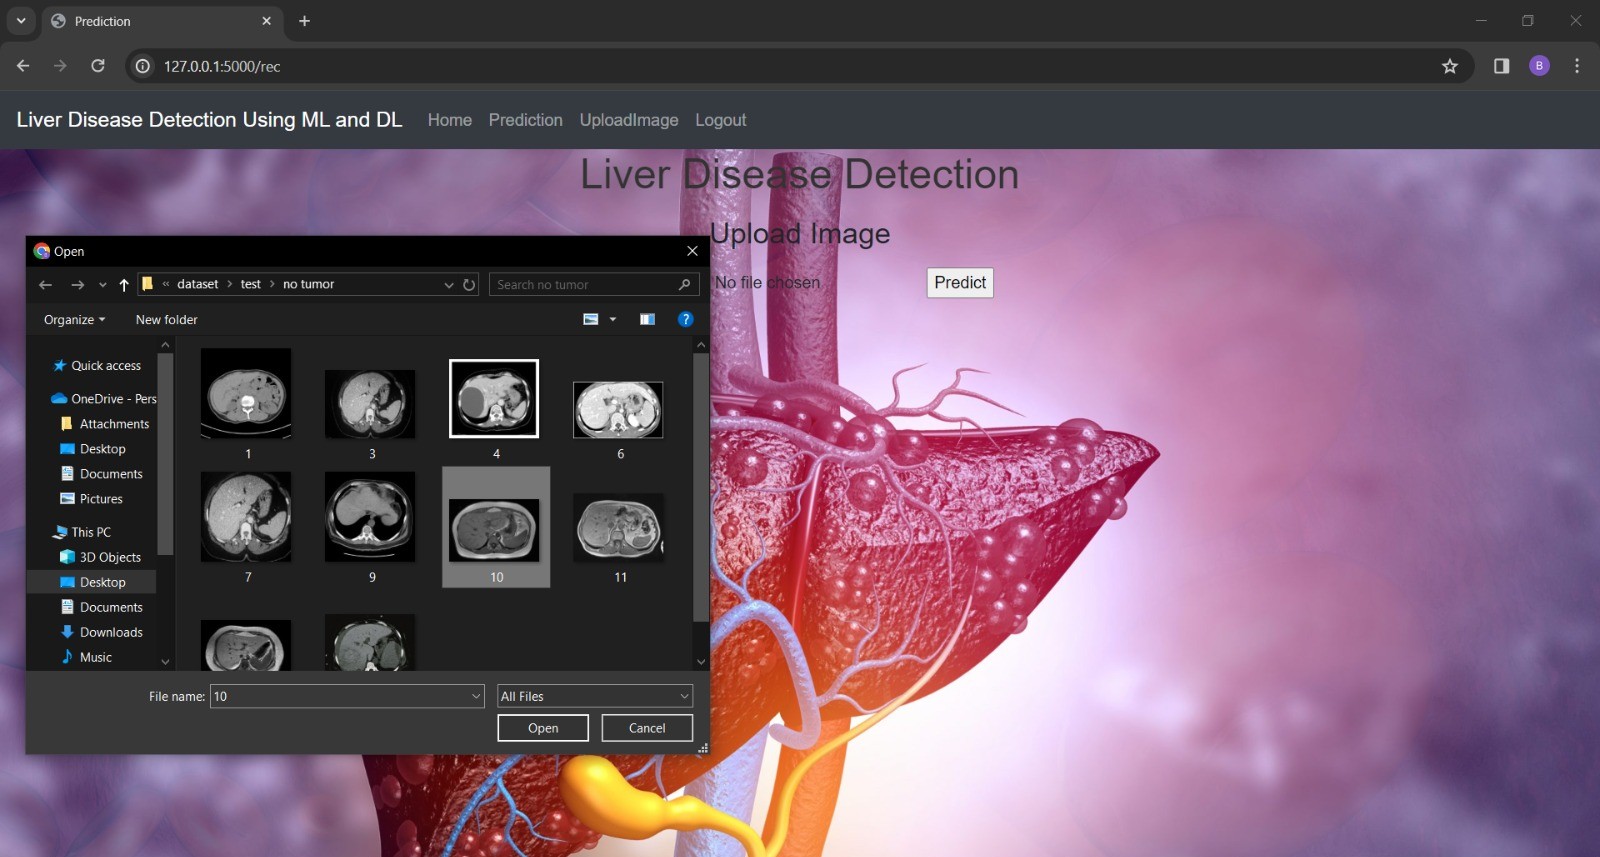 Prediction
127.0.0.1:5000/rec
B
Liver Disease Detection Using ML and DL Home Prediction UploadImage Logout
Liver Disease Detection
Upload Image
No file chosen Predict
Open
« dataset > test > no tumor
Search no tumor
Organize New folder
?
Quick access
OneDrive - Pers
Attachments
Desktop
Documents
Pictures
This PC
3D Objects
Desktop
Documents
Downloads
Music
1 3 4 6
7 9 10 11
File name: 10 All Files
Open Cancel